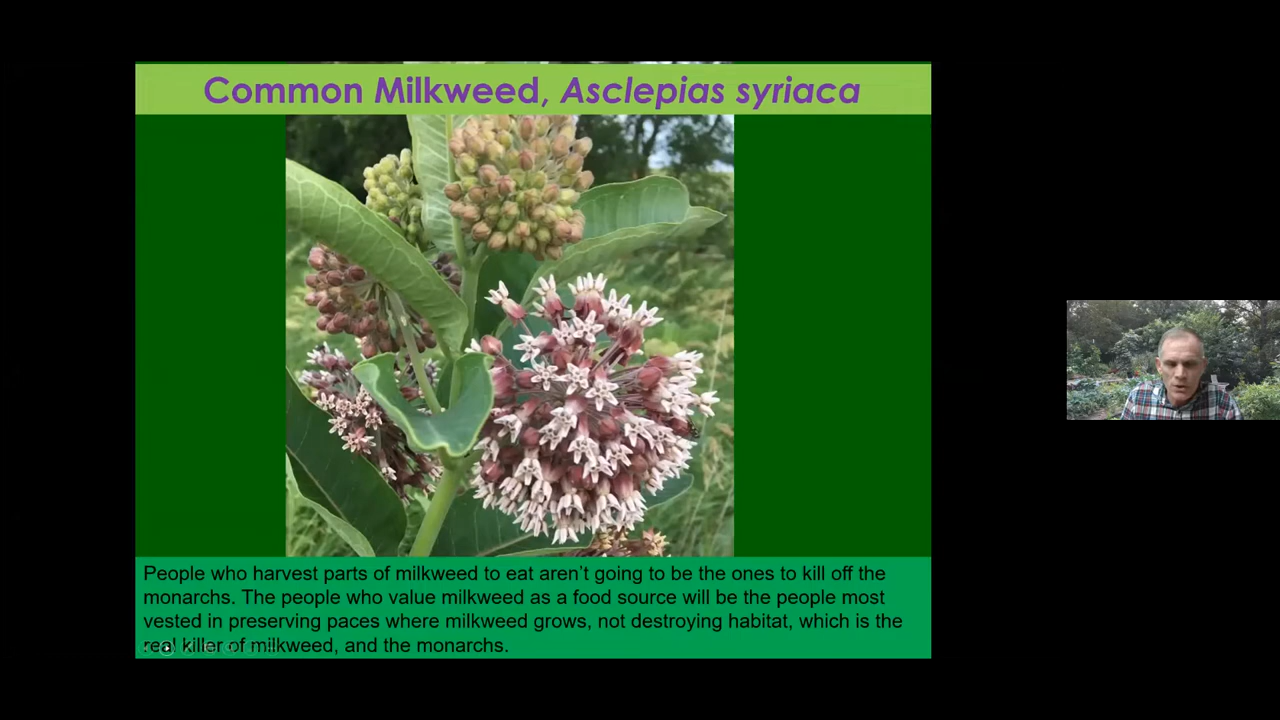 Common Milkweed, Asclepias syriaca
People who harvest parts of milkweed to eat aren't going to be the ones to kill off the
monarchs. The people who value milkweed as a food source will be the people most
vested in preserving paces where milkweed grows, not destroying habitat, which is the
real killer of milkweed, and the monarchs.